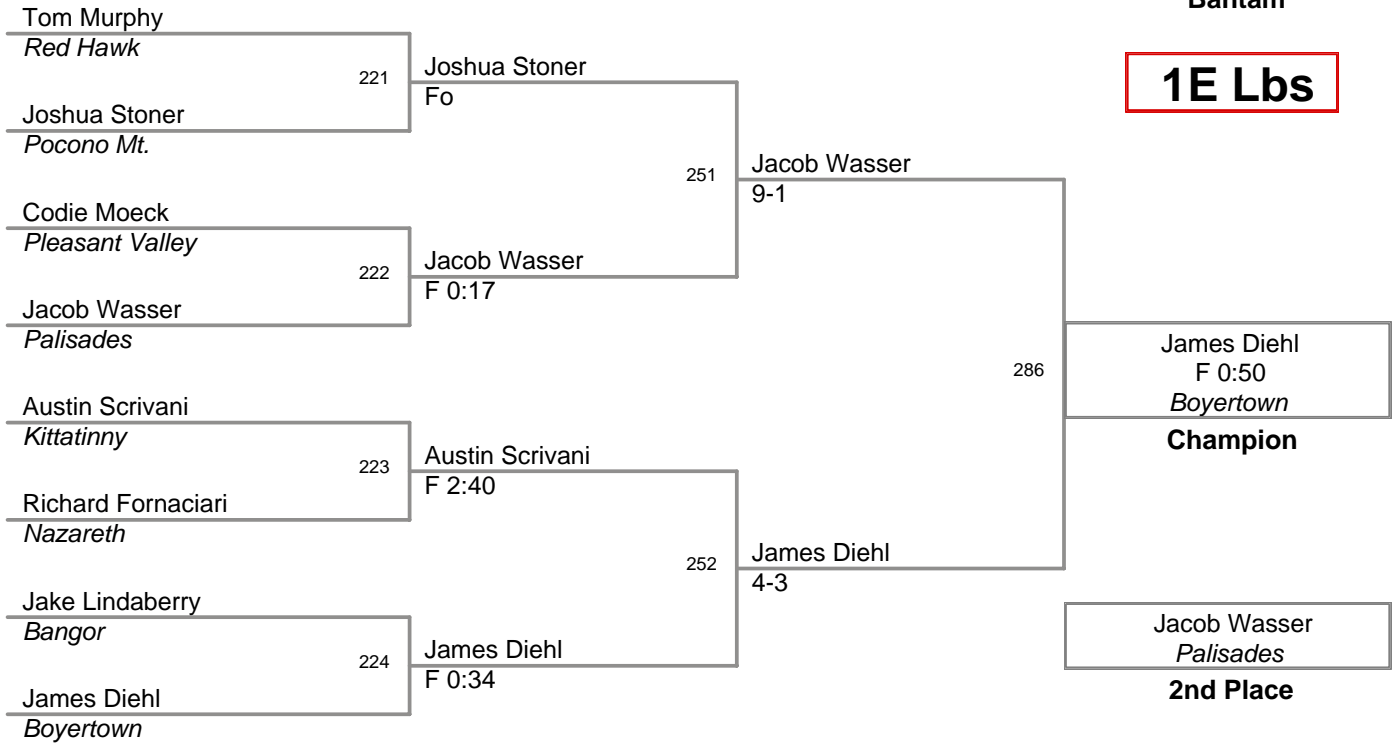 Bantam
1E Lbs
Tom Murphy
Red Hawk
221
Joshua Stoner
Fo
Joshua Stoner
Pocono Mt.
251
Jacob Wasser
9-1
Codie Moeck
Pleasant Valley
222
Jacob Wasser
F 0:17
Jacob Wasser
Palisades
286
James Diehl
F 0:50
Boyertown
Champion
Austin Scrivani
Kittatinny
223
Austin Scrivani
F 2:40
Richard Fornaciari
Nazareth
252
James Diehl
4-3
Jake Lindaberry
Bangor
224
James Diehl
F 0:34
James Diehl
Boyertown
Jacob Wasser
Palisades
2nd Place